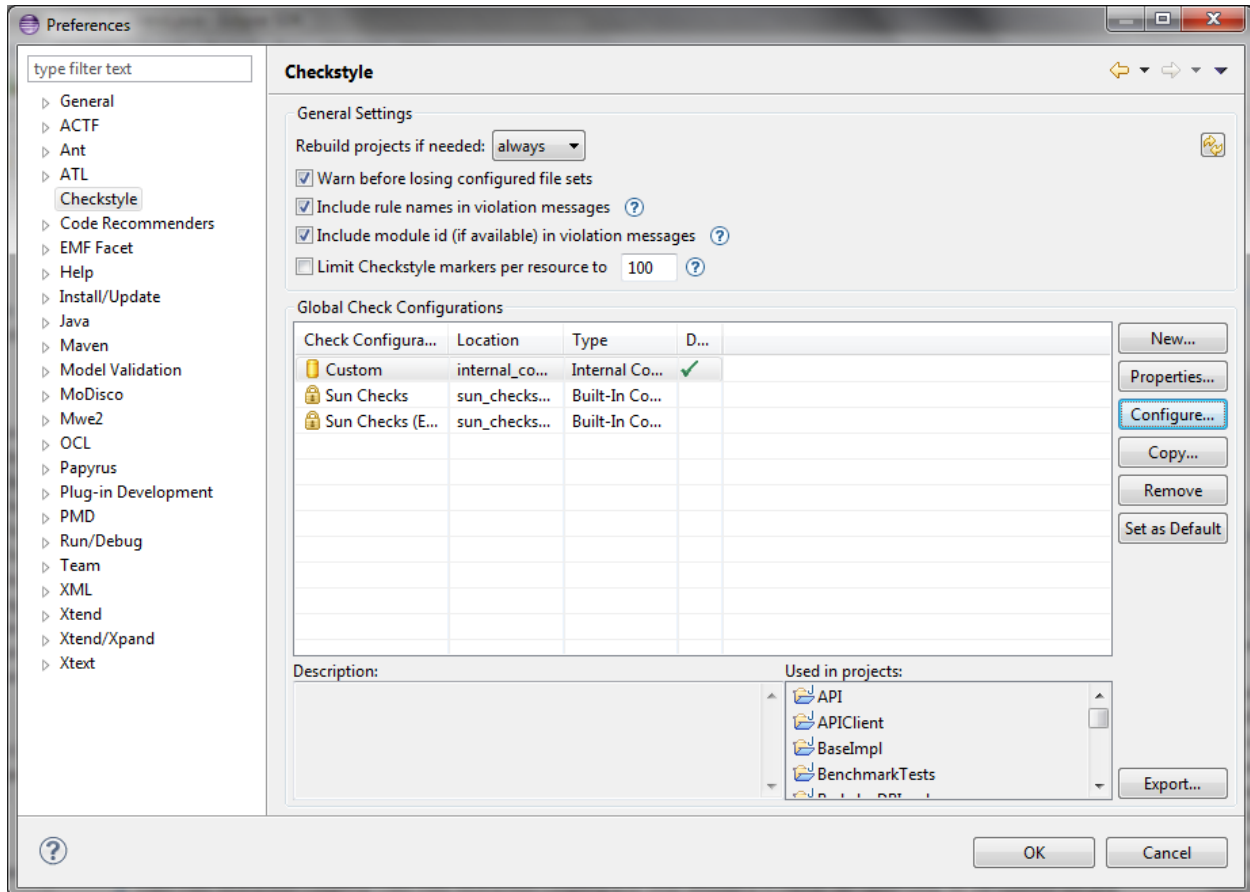 Preferences
type filter text
General
ACTF
Ant
ATL
Checkstyle
Code Recommenders
EMF Facet
Help
Install/Update
Java
Maven
Model Validation
MoDisco
Mwe2
OCL
Papyrus
Plug-in Development
PMD
Run/Debug
Team
XML
Xtend
Xtend/Xpand
Xtext
Checkstyle
General Settings
Rebuild projects if needed: always
Warn before losing configured file sets
Include rule names in violation messages
Include module id (if available) in violation messages
Limit Checkstyle markers per resource to 100
Global Check Configurations
Check Configura... Location Type D...
Custom internal_co... Internal Co...
Sun Checks sun_checks... Built-In Co...
Sun Checks (E... sun_checks... Built-In Co...
New...
Properties...
Configure...
Copy...
Remove
Set as Default
Description:
Used in projects:
API
APIClient
BaseImpl
BenchmarkTests
Export...
OK Cancel